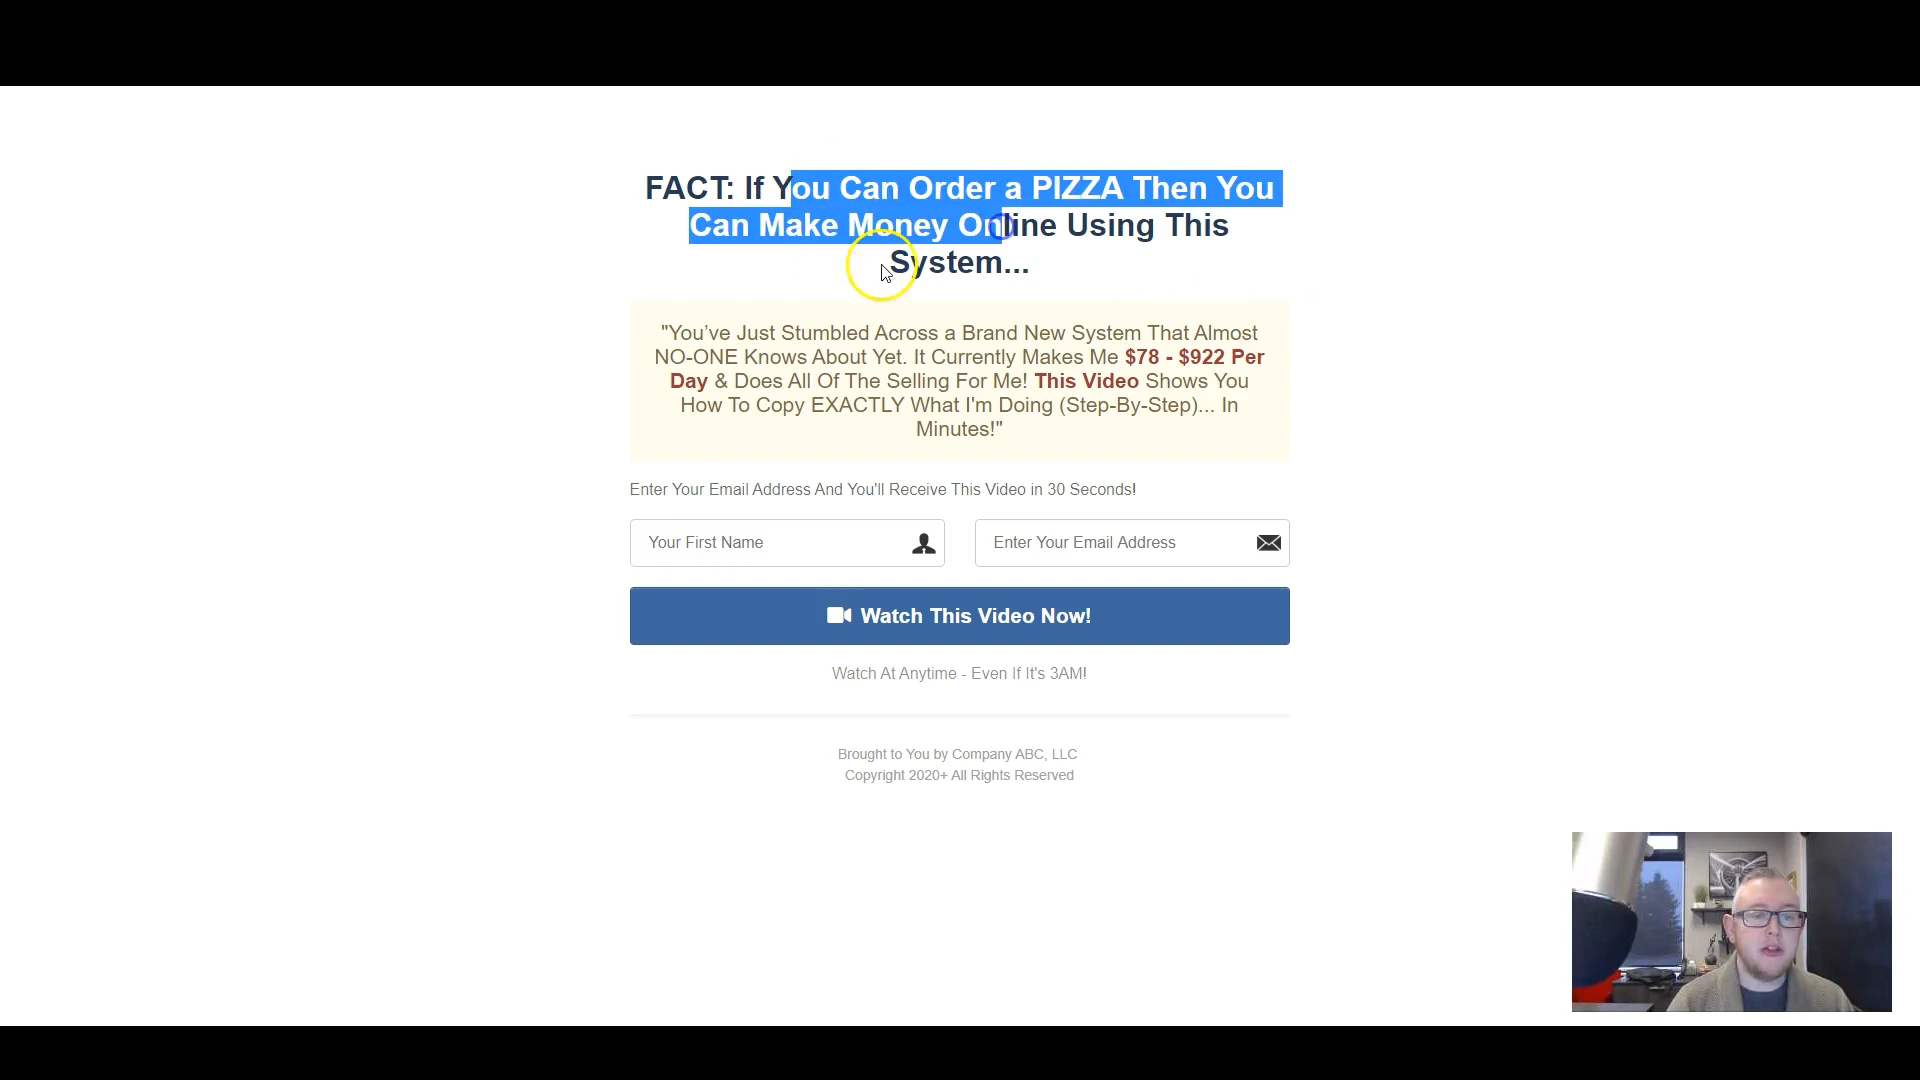 FACT: If You Can Order a PIZZA Then You
Can Make Money Online Using This
System...
"You’ve Just Stumbled Across a Brand New System That Almost
NO-ONE Knows About Yet. It Currently Makes Me $78 - $922 Per
Day & Does All Of The Selling For Me! This Video Shows You
How To Copy EXACTLY What I'm Doing (Step-By-Step)... In
Minutes!"
Enter Your Email Address And You'll Receive This Video in 30 Seconds!
Your First Name
Enter Your Email Address
Watch This Video Now!
Watch At Anytime - Even If It's 3AM!
Brought to You by Company ABC, LLC
Copyright 2020+ All Rights Reserved